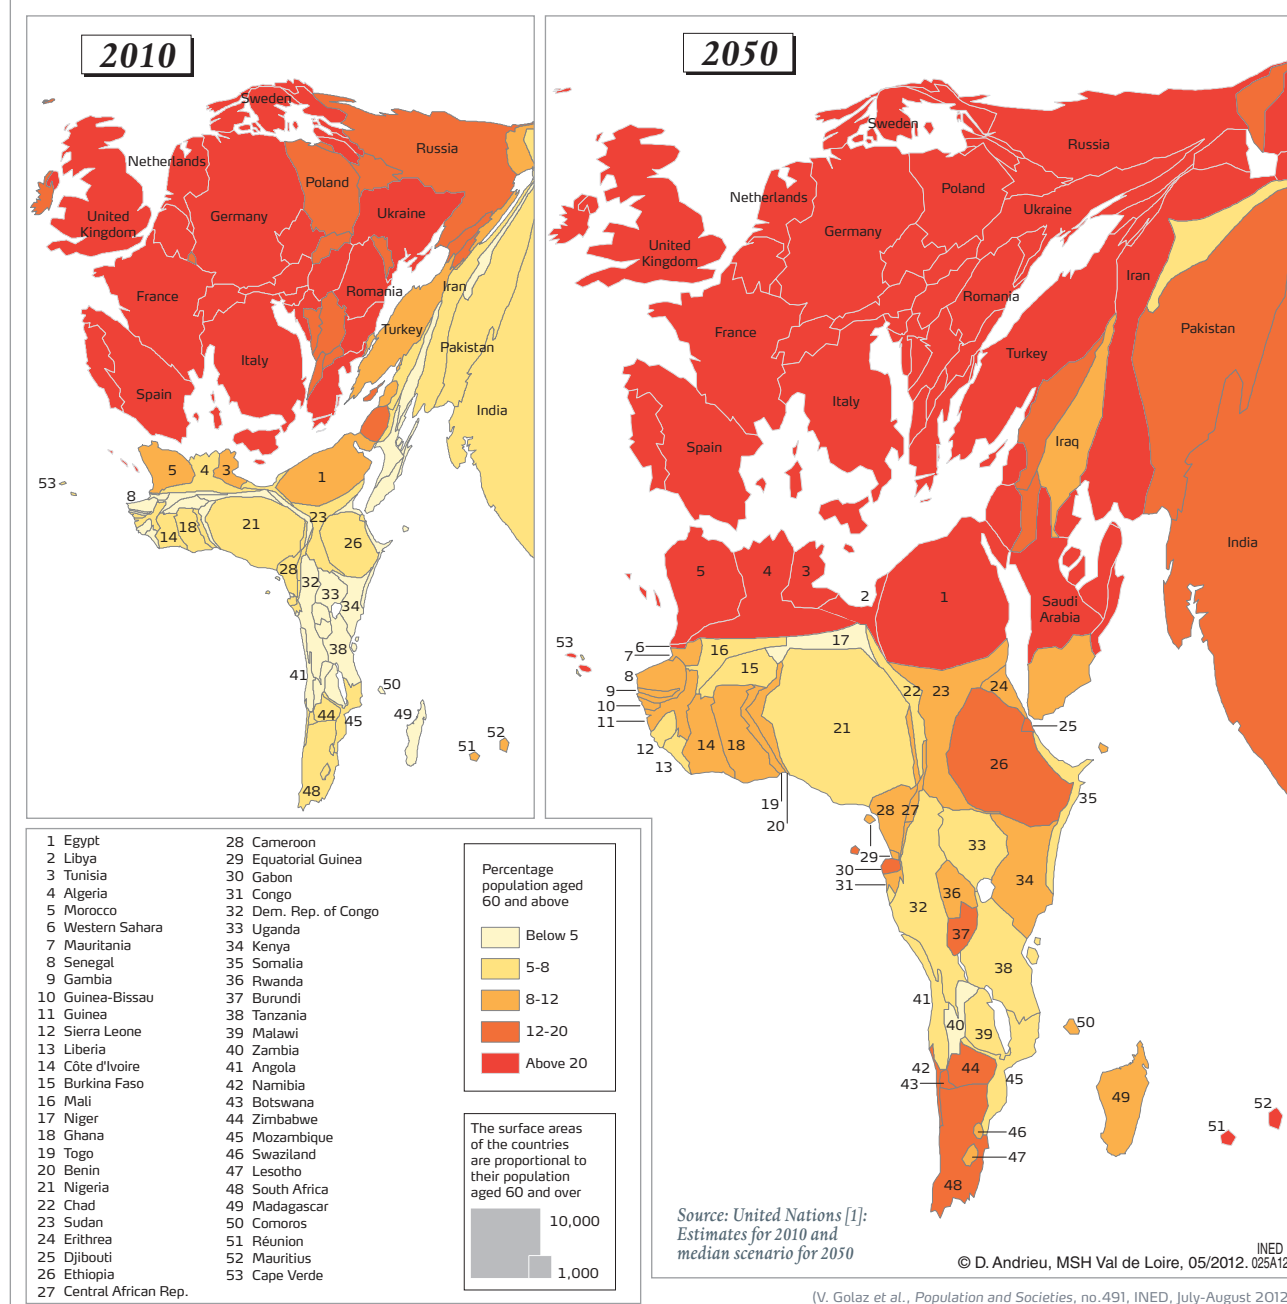 2010
Sweden
Netherlands
Russia
Poland
United
Kingdom
Germany
Ukraine
France
Romania
Iran
Turkey
Pakistan
Italy
Spain
India
5
4
3
1
53
8
21
23
18
14
26
28
32
33
34
38
41
50
44
45
49
51
52
48
2050
Sweden
Russia
Netherlands
Poland
Ukraine
United
Kingdom
Germany
Iran
Romania
France
Pakistan
Turkey
Italy
Spain
Iraq
India
5
4
3
2
1
Saudi
Arabia
53
6
7
16
17
8
15
9
10
11
22
23
24
25
21
12
13
14
18
26
19
20
35
28
27
29
30
31
33
34
36
32
37
38
41
40
39
50
42
43
44
45
49
46
47
48
51
52
1 Egypt
2 Libya
3 Tunisia
4 Algeria
5 Morocco
6 Western Sahara
7 Mauritania
8 Senegal
9 Gambia
10 Guinea-Bissau
11 Guinea
12 Sierra Leone
13 Liberia
14 Côte d'Ivoire
15 Burkina Faso
16 Mali
17 Niger
18 Ghana
19 Togo
20 Benin
21 Nigeria
22 Chad
23 Sudan
24 Erithrea
25 Djibouti
26 Ethiopia
27 Central African Rep.
28 Cameroon
29 Equatorial Guinea
30 Gabon
31 Congo
32 Dem. Rep. of Congo
33 Uganda
34 Kenya
35 Somalia
36 Rwanda
37 Burundi
38 Tanzania
39 Malawi
40 Zambia
41 Angola
42 Namibia
43 Botswana
44 Zimbabwe
45 Mozambique
46 Swaziland
47 Lesotho
48 South Africa
49 Madagascar
50 Comoros
51 Réunion
52 Mauritius
53 Cape Verde
Percentage
population aged
60 and above
Below 5
5-8
8-12
12-20
Above 20
The surface areas
of the countries
are proportional to
their population
aged 60 and over
10,000
1,000
Source: United Nations [1]:
Estimates for 2010 and
median scenario for 2050
© D. Andrieu, MSH Val de Loire, 05/2012.
INED
025A12
(V. Golaz et al., Population and Societies, no.491, INED, July-August 2012